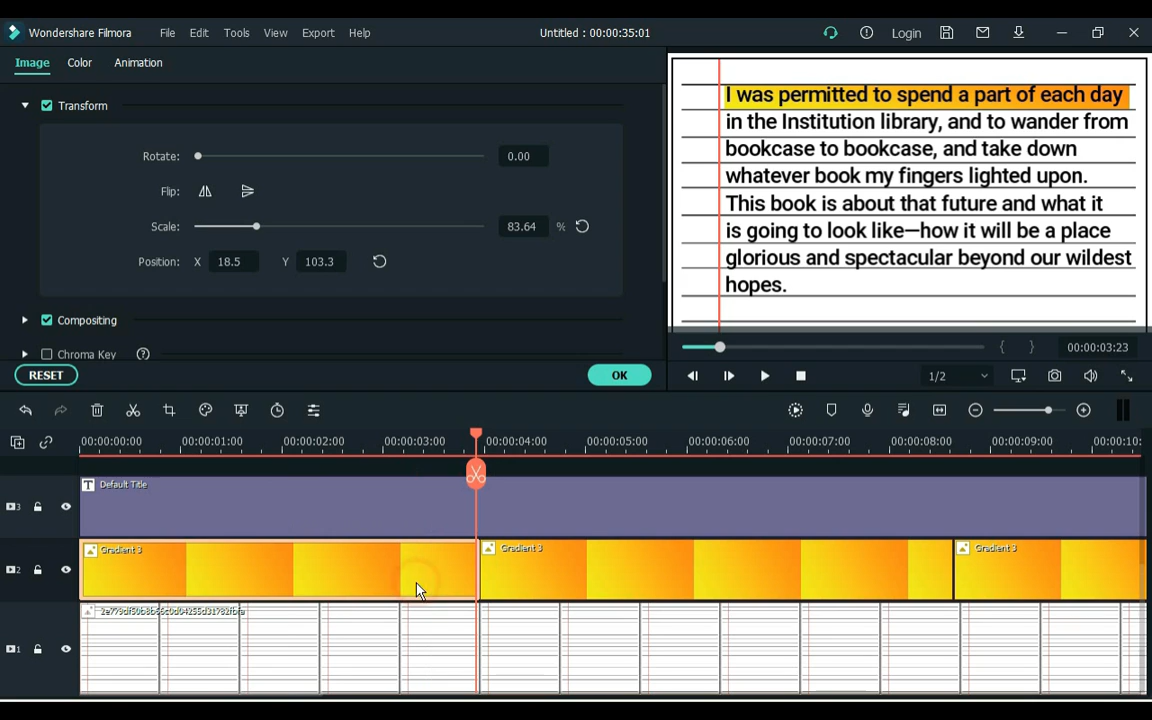 Wondershare Filmora File Edit Tools View Export Help Untitled : 00:00:35:01 Login
Image Color Animation
Transform
Rotate: 0.00
Flip:
Scale: 83.64 %
Position: X 18.5 Y 103.3
Compositing
Chroma Key
RESET OK
I was permitted to spend a part of each day
in the Institution library, and to wander from
bookcase to bookcase, and take down
whatever book my fingers lighted upon.
This book is about that future and what it
is going to look like—how it will be a place
glorious and spectacular beyond our wildest
hopes.
{ } 00:00:03:23
1/2
00:00:00:00 00:00:01:00 00:00:02:00 00:00:03:00 00:00:04:00 00:00:05:00 00:00:06:00 00:00:07:00 00:00:08:00 00:00:09:00 00:00:10:
3 T Default Title
2 Gradient 3 Gradient 3 Gradient 3
1